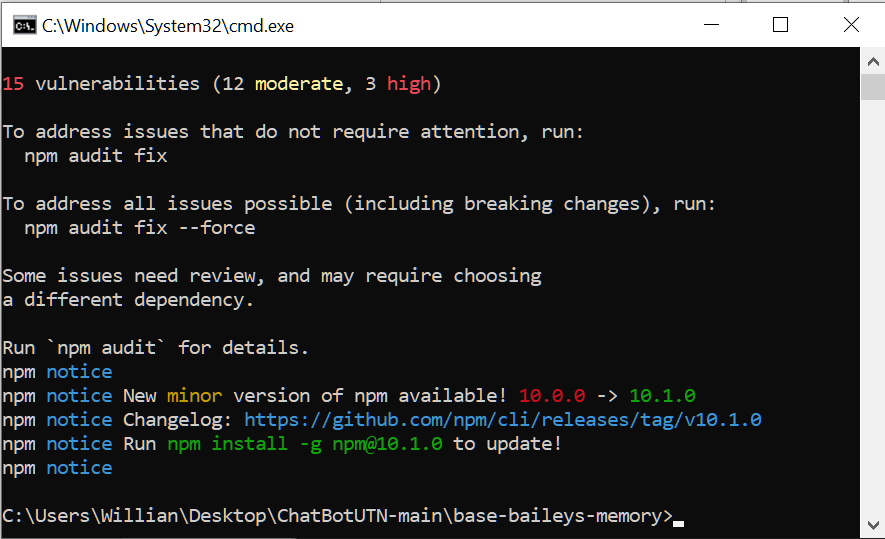 C:\Windows\System32\cmd.exe
15 vulnerabilities (12 moderate, 3 high)
To address issues that do not require attention, run:
  npm audit fix
To address all issues possible (including breaking changes), run:
  npm audit fix --force
Some issues need review, and may require choosing
a different dependency.
Run `npm audit` for details.
npm notice
npm notice New minor version of npm available! 10.0.0 -> 10.1.0
npm notice Changelog: https://github.com/npm/cli/releases/tag/v10.1.0
npm notice Run npm install -g npm@10.1.0 to update!
npm notice
C:\Users\Willian\Desktop\ChatBotUTN-main\base-baileys-memory>